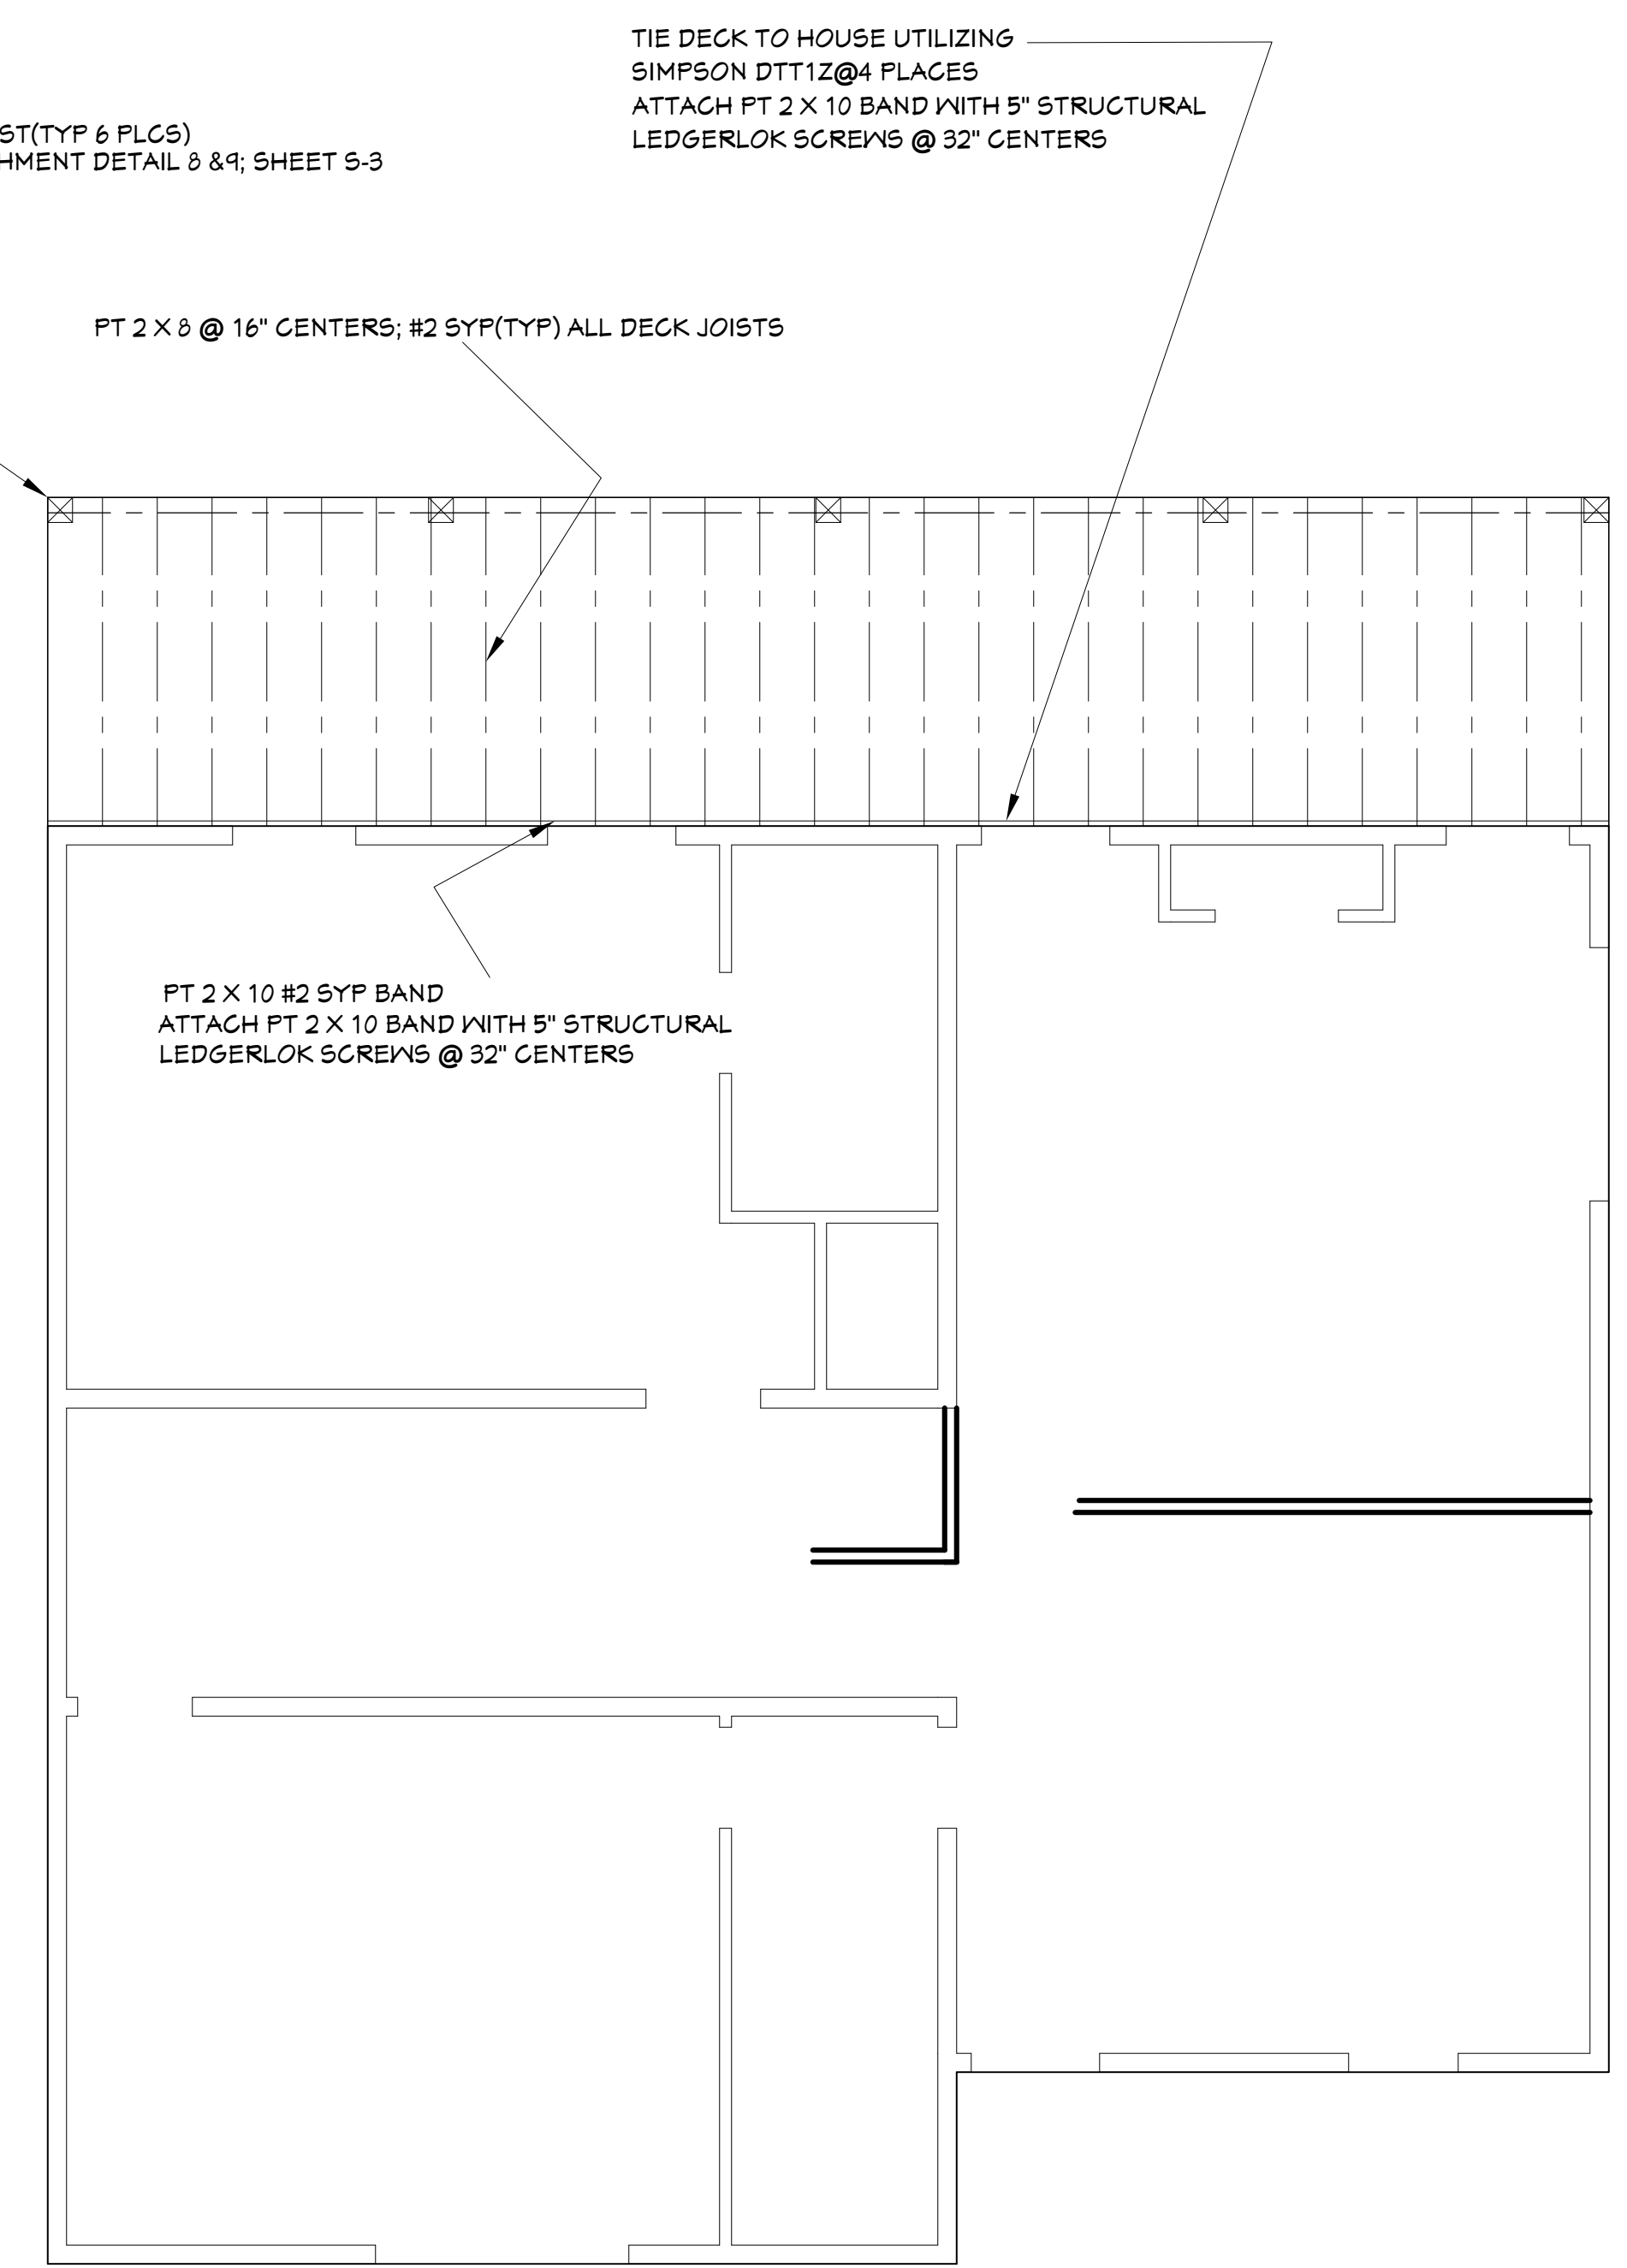 TIE DECK TO HOUSE UTILIZING
SIMPSON DTT1Z@4 PLACES
ATTACH PT 2 X 10 BAND WITH 5" STRUCTURAL
LEDGERLOK SCREWS @ 32" CENTERS
ST(TYP 6 PLCS)
HMENT DETAIL 8 &9; SHEET S-3
PT 2 X 8 @ 16" CENTERS; #2 SYP(TYP) ALL DECK JOISTS
PT 2 X 10 #2 SYP BAND
ATTACH PT 2 X 10 BAND WITH 5" STRUCTURAL
LEDGERLOK SCREWS @ 32" CENTERS